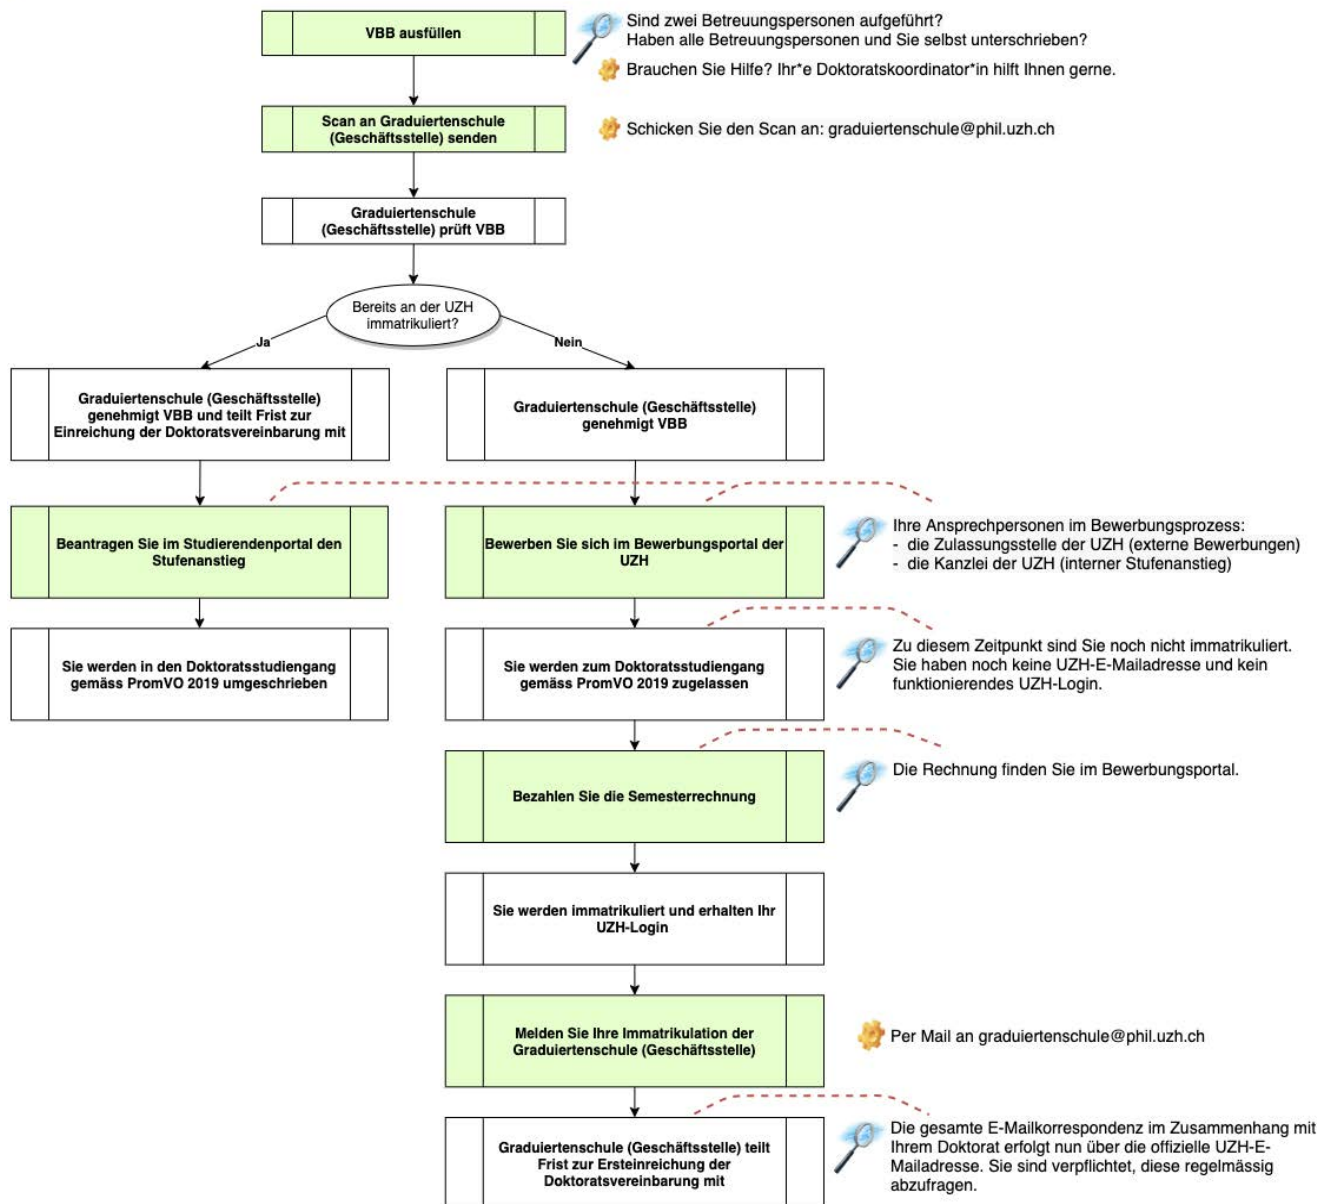 VBB ausfüllen
Sind zwei Betreuungspersonen aufgeführt?
Haben alle Betreuungspersonen und Sie selbst unterschrieben?
Brauchen Sie Hilfe? Ihr*e Doktoratskoordinator*in hilft Ihnen gerne.
Scan an Graduiertenschule
(Geschäftsstelle) senden
Schicken Sie den Scan an: graduiertenschule@phil.uzh.ch
Graduiertenschule
(Geschäftsstelle) prüft VBB
Bereits an der UZH
immatrikuliert?
Ja
Nein
Graduiertenschule (Geschäftsstelle)
genehmigt VBB und teilt Frist zur
Einreichung der Doktoratsvereinbarung mit
Graduiertenschule (Geschäftsstelle)
genehmigt VBB
Beantragen Sie im Studierendenportal den
Stufenanstieg
Bewerben Sie sich im Bewerbungsportal der
UZH
Ihre Ansprechpersonen im Bewerbungsprozess:
- die Zulassungsstelle der UZH (externe Bewerbungen)
- die Kanzlei der UZH (interner Stufenanstieg)
Sie werden in den Doktoratsstudiengang
gemäss PromVO 2019 umgeschrieben
Sie werden zum Doktoratsstudiengang
gemäss PromVO 2019 zugelassen
Zu diesem Zeitpunkt sind Sie noch nicht immatrikuliert.
Sie haben noch keine UZH-E-Mailadresse und kein
funktionierendes UZH-Login.
Bezahlen Sie die Semesterrechnung
Die Rechnung finden Sie im Bewerbungsportal.
Sie werden immatrikuliert und erhalten Ihr
UZH-Login
Melden Sie Ihre Immatrikulation der
Graduiertenschule (Geschäftsstelle)
Per Mail an graduiertenschule@phil.uzh.ch
Graduiertenschule (Geschäftsstelle) teilt
Frist zur Ersteinreichung der
Doktoratsvereinbarung mit
Die gesamte E-Mailkorrespondenz im Zusammenhang mit
Ihrem Doktorat erfolgt nun über die offizielle UZH-E-
Mailadresse. Sie sind verpflichtet, diese regelmässig
abzufragen.